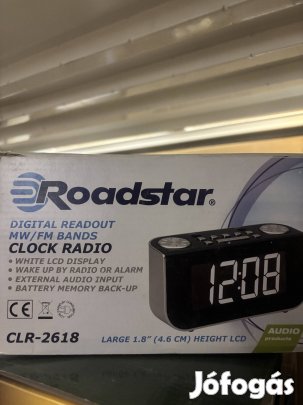 Roadstar®
DIGITAL READOUT
MW/FM BANDS
CLOCK RADIO
• WHITE LCD DISPLAY
• WAKE UP BY RADIO OR ALARM
• EXTERNAL AUDIO INPUT
• BATTERY MEMORY BACK-UP
12:08
CE
CLR-2618
LARGE 1.8" (4.6 CM) HEIGHT LCD
AUDIO
products
Jófogás